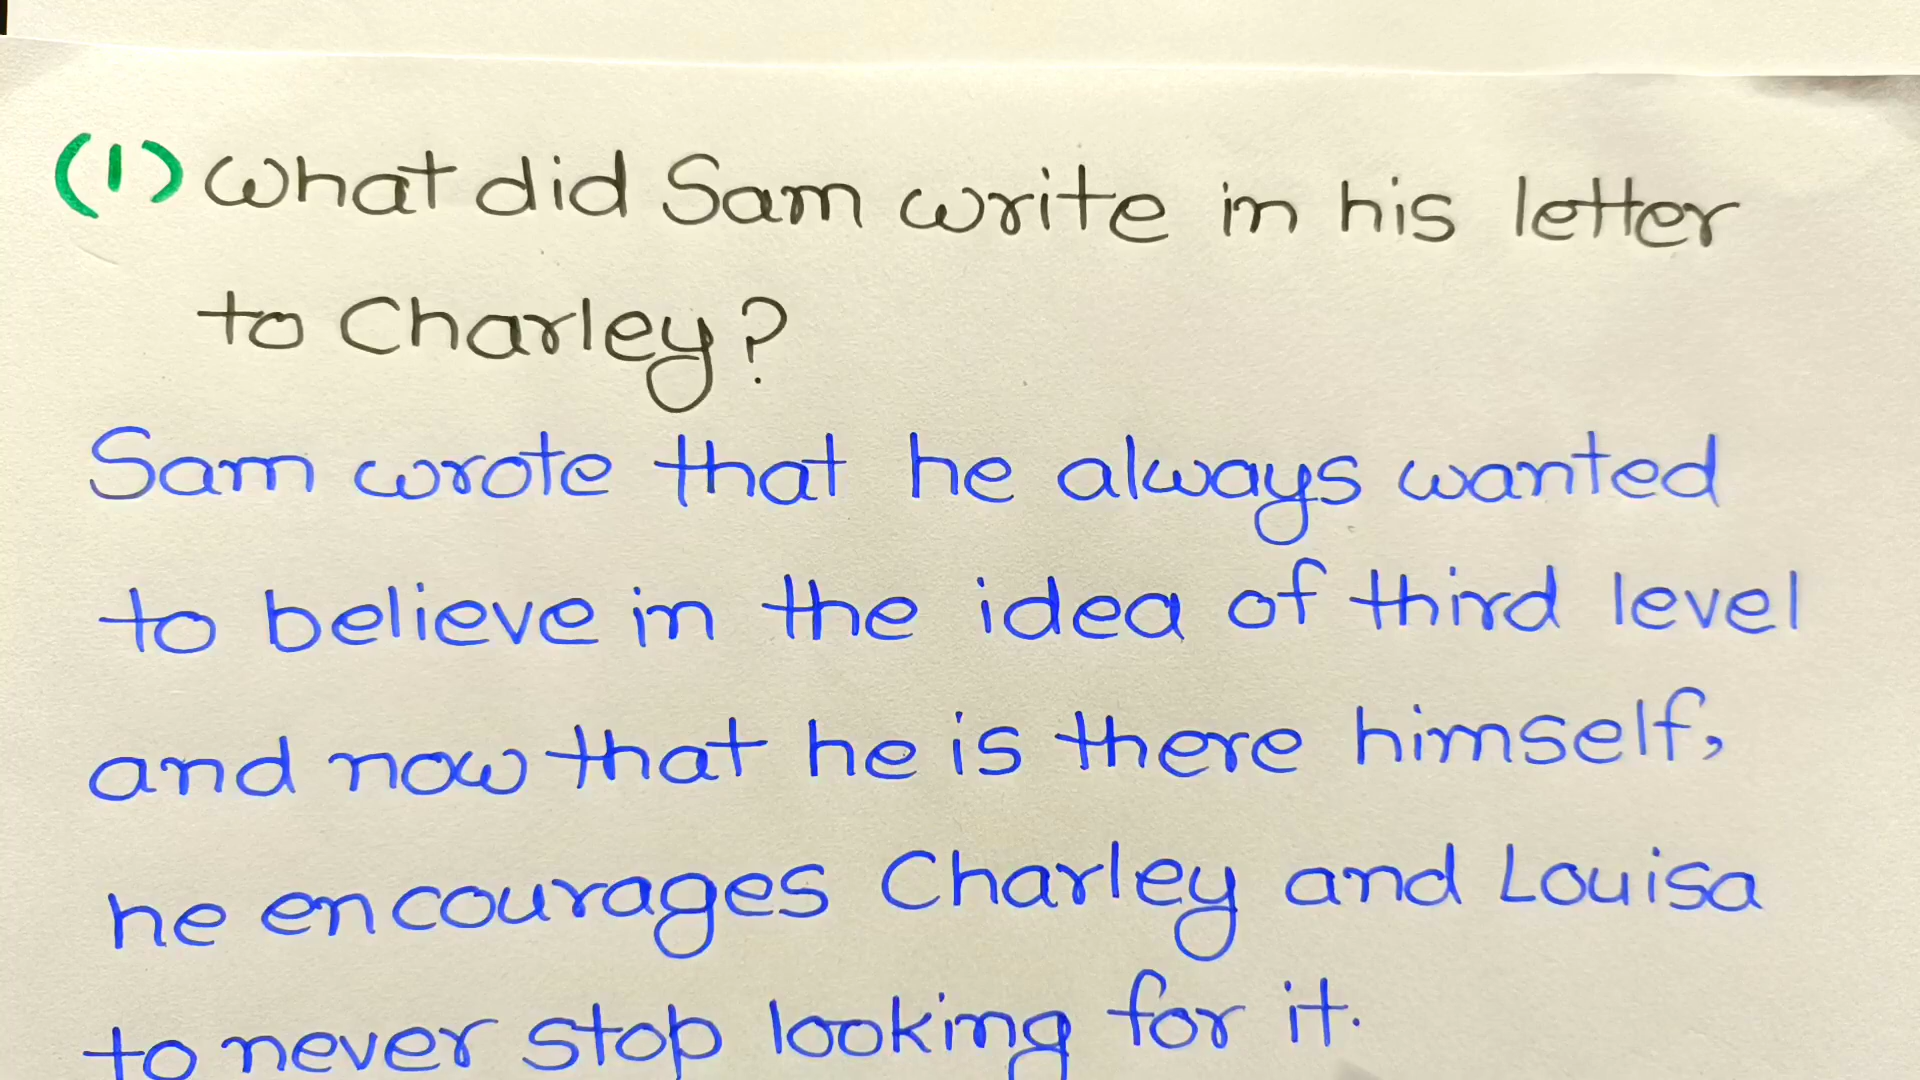 (1) What did Sam write in his letter
to Charley?
Sam wrote that he always wanted
to believe in the idea of third level
and now that he is there himself,
he encourages Charley and Louisa
to never stop looking for it.